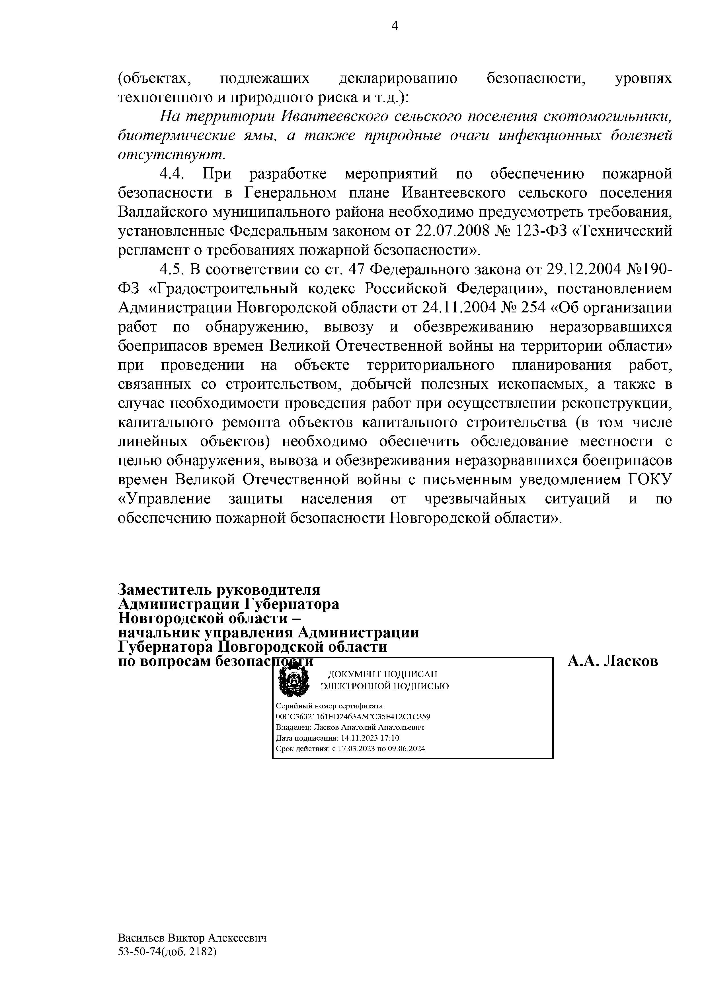 4
(объектах, подлежащих декларированию безопасности, уровнях
техногенного и природного риска и т.д.):
На территории Ивантеевского сельского поселения скотомогильники,
биотермические ямы, а также природные очаги инфекционных болезней
отсутствуют.
4.4. При разработке мероприятий по обеспечению пожарной
безопасности в Генеральном плане Ивантеевского сельского поселения
Валдайского муниципального района необходимо предусмотреть требования,
установленные Федеральным законом от 22.07.2008 № 123-ФЗ «Технический
регламент о требованиях пожарной безопасности».
4.5. В соответствии со ст. 47 Федерального закона от 29.12.2004 №190-
ФЗ «Градостроительный кодекс Российской Федерации», постановлением
Администрации Новгородской области от 24.11.2004 № 254 «Об организации
работ по обнаружению, вывозу и обезвреживанию неразорвавшихся
боеприпасов времен Великой Отечественной войны на территории области»
при проведении на объекте территориального планирования работ,
связанных со строительством, добычей полезных ископаемых, а также в
случае необходимости проведения работ при осуществлении реконструкции,
капитального ремонта объектов капитального строительства (в том числе
линейных объектов) необходимо обеспечить обследование местности с
целью обнаружения, вывоза и обезвреживания неразорвавшихся боеприпасов
времен Великой Отечественной войны с письменным уведомлением ГОКУ
«Управление защиты населения от чрезвычайных ситуаций и по
обеспечению пожарной безопасности Новгородской области».
Заместитель руководителя
Администрации Губернатора
Новгородской области –
начальник управления Администрации
Губернатора Новгородской области
по вопросам безопасности А.А. Ласков
ДОКУМЕНТ ПОДПИСАН
ЭЛЕКТРОННОЙ ПОДПИСЬЮ
Серийный номер сертификата:
00CC36321161ED2463A5CC35F412C1C359
Владелец: Ласков Анатолий Анатольевич
Дата подписания: 14.11.2023 17:10
Срок действия: с 17.03.2023 по 09.06.2024
Васильев Виктор Алексеевич
53-50-74(доб. 2182)